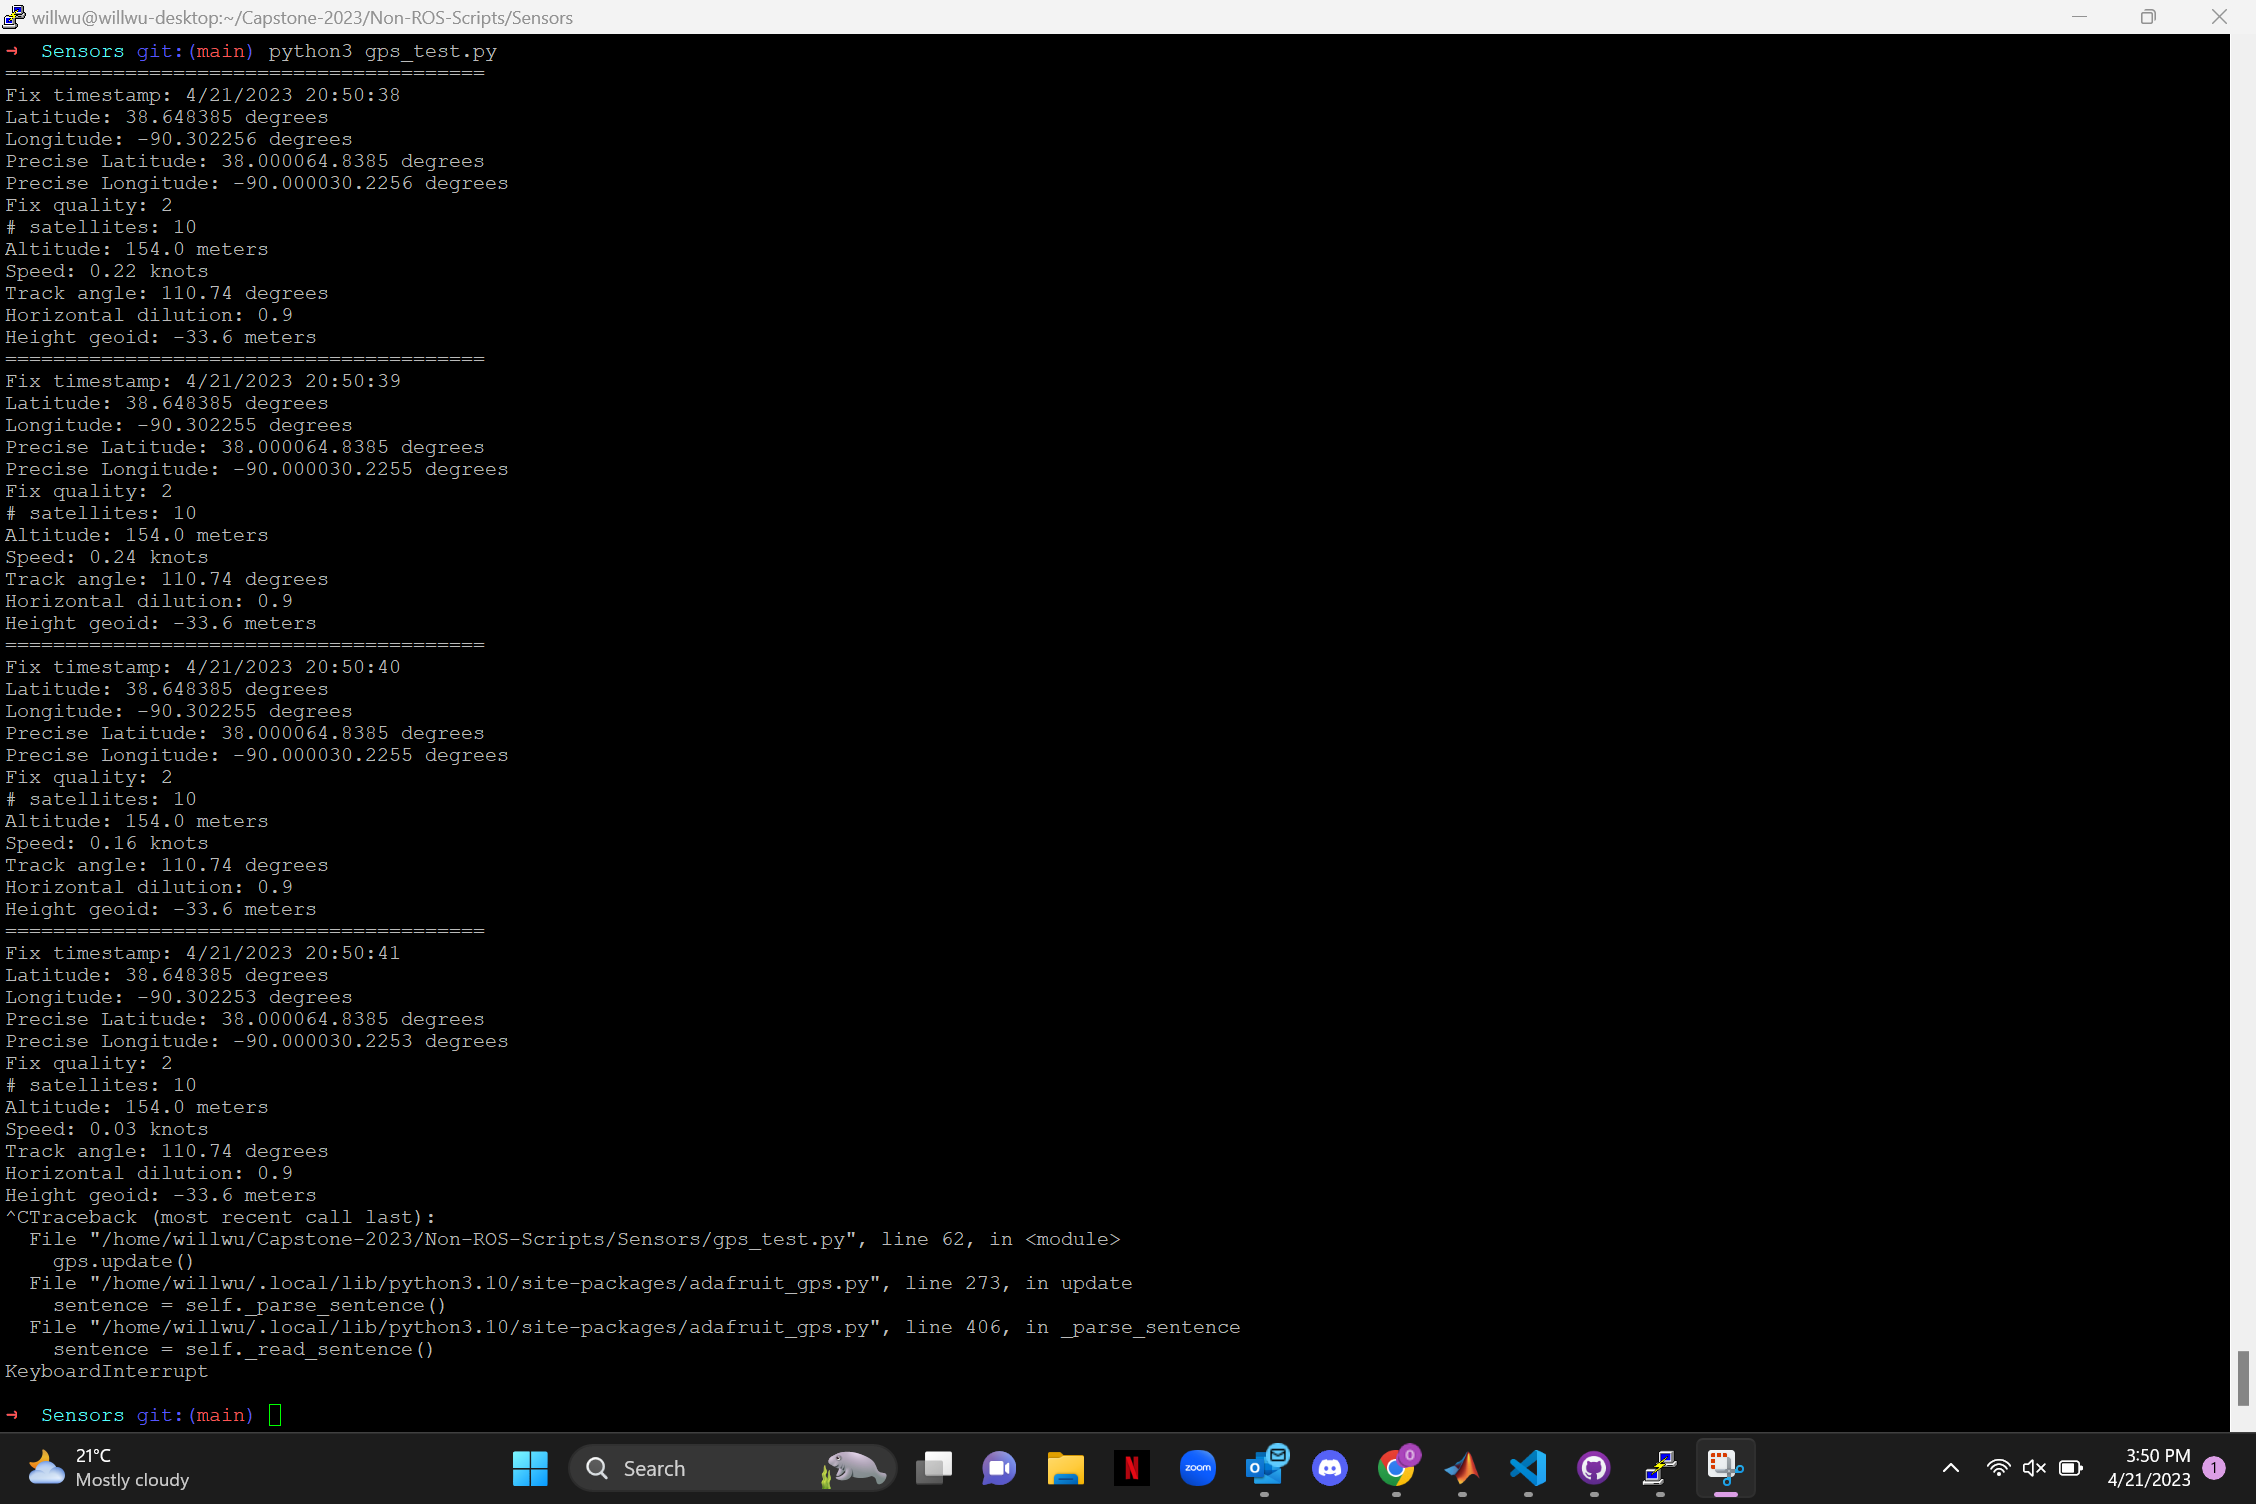 willwu@willwu-desktop:~/Capstone-2023/Non-ROS-Scripts/Sensors
→ Sensors git:(main) python3 gps_test.py
========================================
Fix timestamp: 4/21/2023 20:50:38
Latitude: 38.648385 degrees
Longitude: -90.302256 degrees
Precise Latitude: 38.000064.8385 degrees
Precise Longitude: -90.000030.2256 degrees
Fix quality: 2
# satellites: 10
Altitude: 154.0 meters
Speed: 0.22 knots
Track angle: 110.74 degrees
Horizontal dilution: 0.9
Height geoid: -33.6 meters
========================================
Fix timestamp: 4/21/2023 20:50:39
Latitude: 38.648385 degrees
Longitude: -90.302255 degrees
Precise Latitude: 38.000064.8385 degrees
Precise Longitude: -90.000030.2255 degrees
Fix quality: 2
# satellites: 10
Altitude: 154.0 meters
Speed: 0.24 knots
Track angle: 110.74 degrees
Horizontal dilution: 0.9
Height geoid: -33.6 meters
========================================
Fix timestamp: 4/21/2023 20:50:40
Latitude: 38.648385 degrees
Longitude: -90.302255 degrees
Precise Latitude: 38.000064.8385 degrees
Precise Longitude: -90.000030.2255 degrees
Fix quality: 2
# satellites: 10
Altitude: 154.0 meters
Speed: 0.16 knots
Track angle: 110.74 degrees
Horizontal dilution: 0.9
Height geoid: -33.6 meters
========================================
Fix timestamp: 4/21/2023 20:50:41
Latitude: 38.648385 degrees
Longitude: -90.302253 degrees
Precise Latitude: 38.000064.8385 degrees
Precise Longitude: -90.000030.2253 degrees
Fix quality: 2
# satellites: 10
Altitude: 154.0 meters
Speed: 0.03 knots
Track angle: 110.74 degrees
Horizontal dilution: 0.9
Height geoid: -33.6 meters
^CTraceback (most recent call last):
  File "/home/willwu/Capstone-2023/Non-ROS-Scripts/Sensors/gps_test.py", line 62, in <module>
    gps.update()
  File "/home/willwu/.local/lib/python3.10/site-packages/adafruit_gps.py", line 273, in update
    sentence = self._parse_sentence()
  File "/home/willwu/.local/lib/python3.10/site-packages/adafruit_gps.py", line 406, in _parse_sentence
    sentence = self._read_sentence()
KeyboardInterrupt
→ Sensors git:(main)
21°C
Mostly cloudy
Search
N
zoom
0
3:50 PM
4/21/2023
1